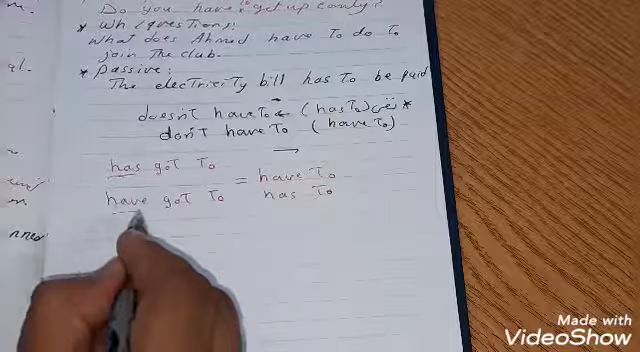 Do you have to get up early?
* Wh questions:
What does Ahmed have To do To
join The club.
* passive:
The electricity bill has To be paid
* نفي (has To) ← doesn't have To
(have To) don't have To
has goT To
have goT To = have To
has To
al.
m.
m
Made with
VideoShow